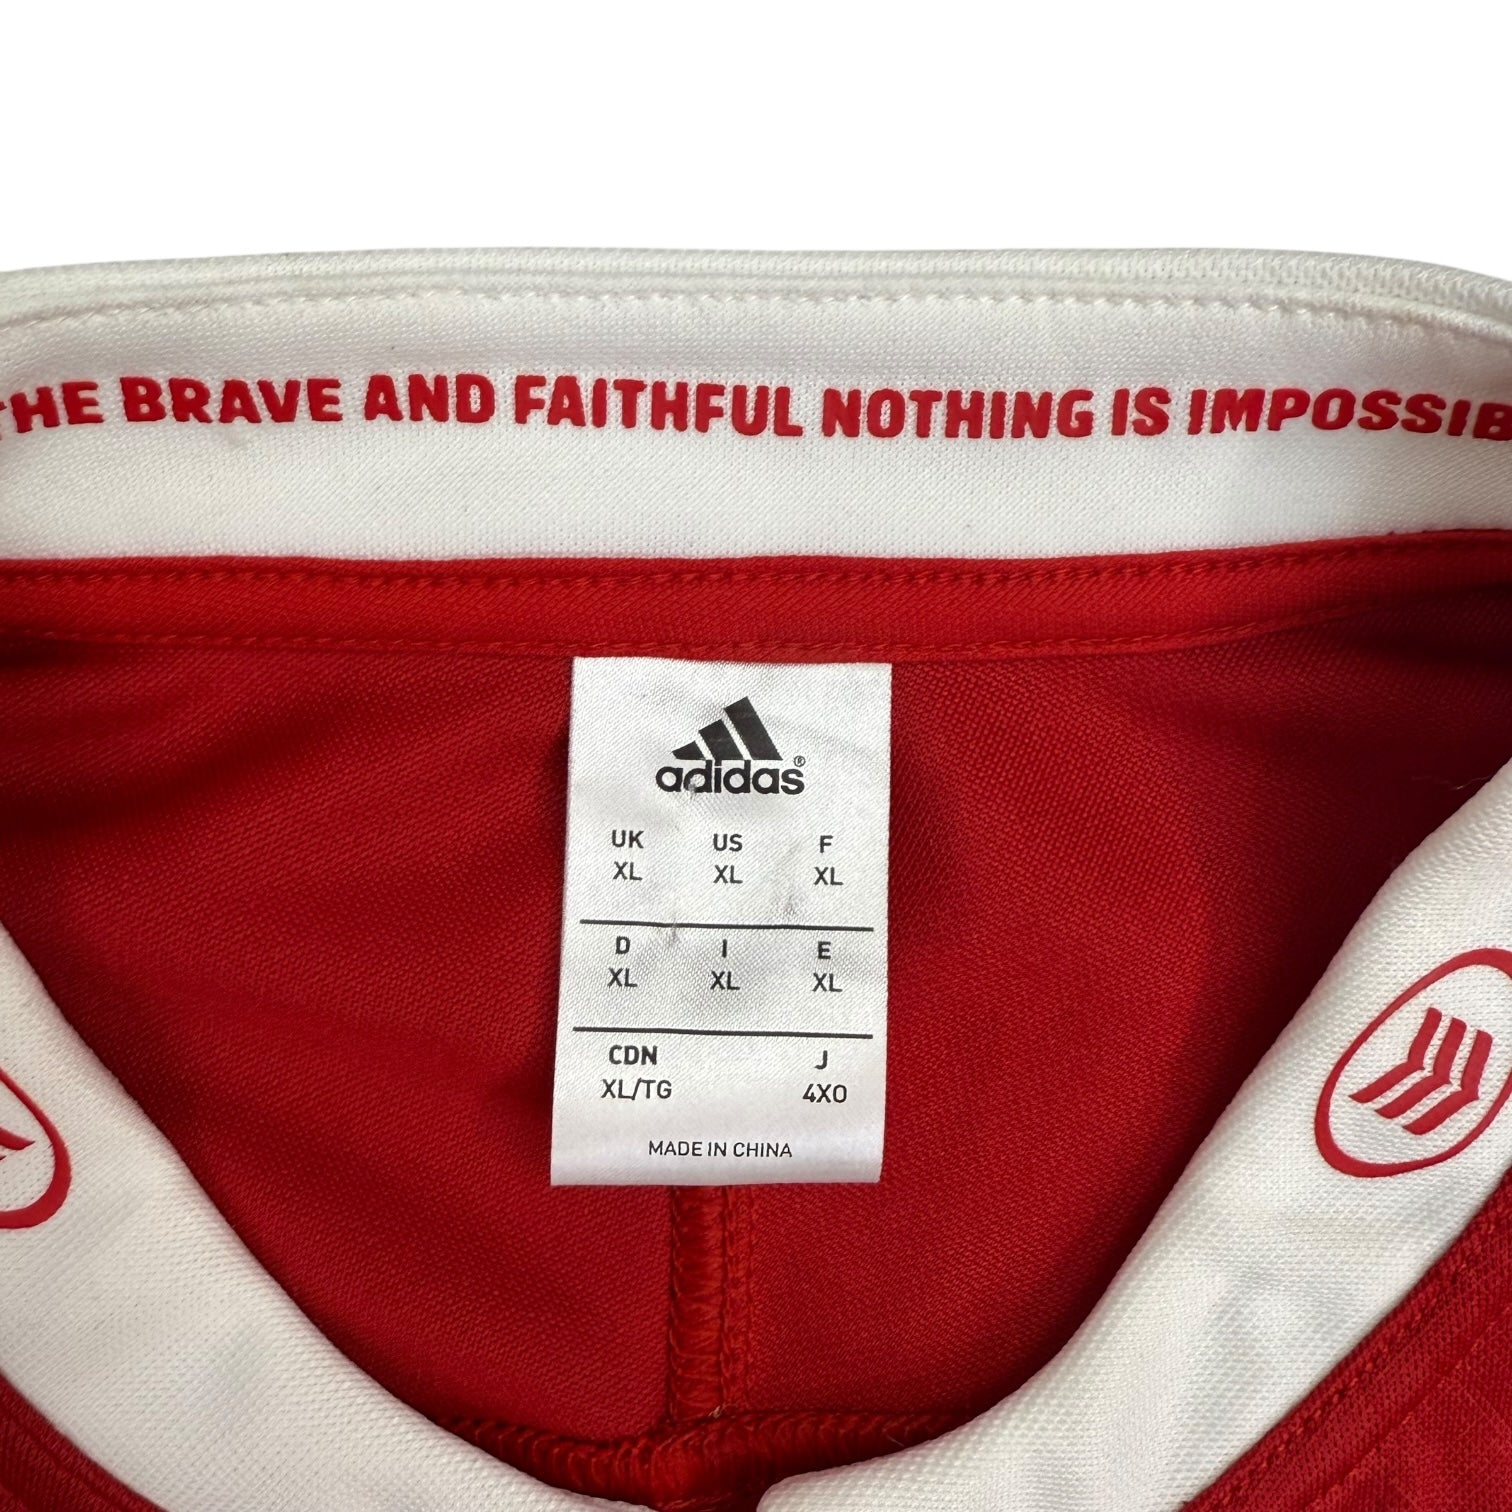 THE BRAVE AND FAITHFUL NOTHING IS IMPOSSIB
adidas®
UK US F
XL XL XL
D I E
XL XL XL
CDN J
XL/TG 4XO
MADE IN CHINA